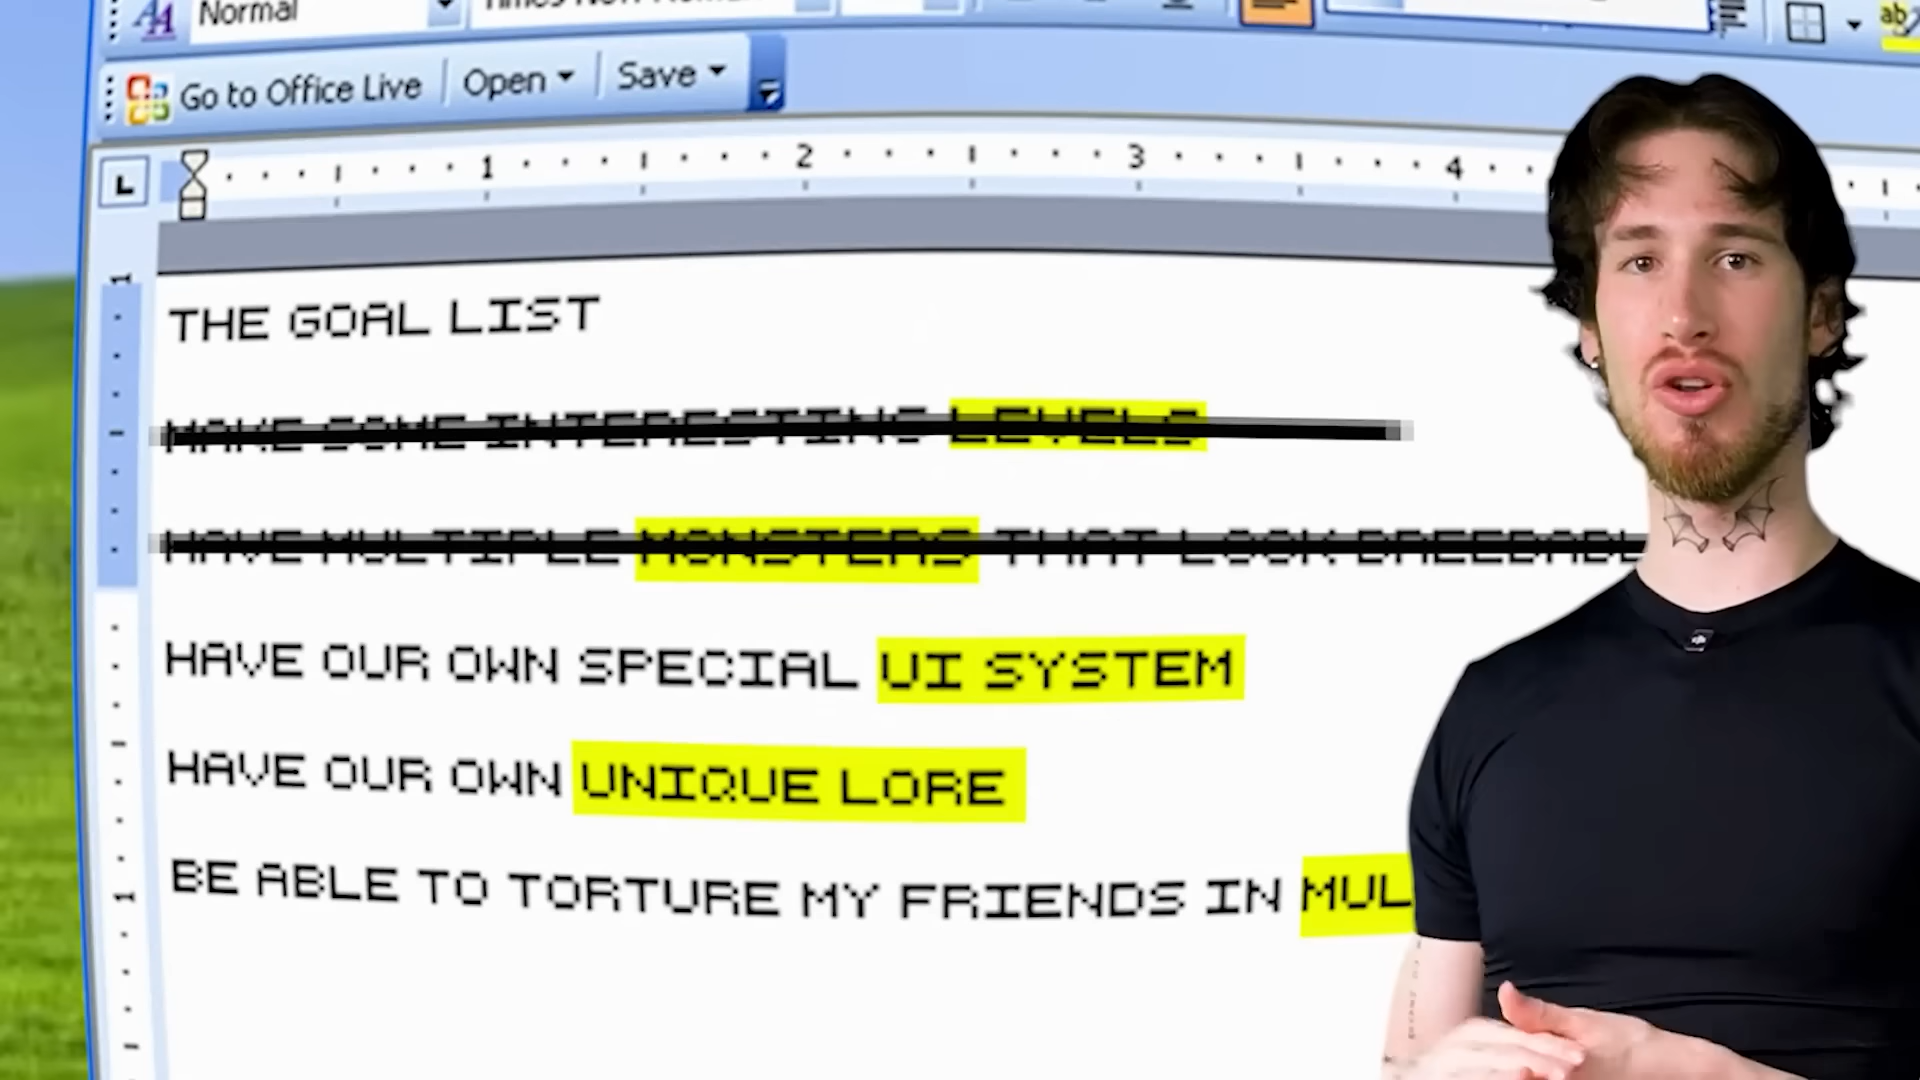 Normal
Go to Office Live Open Save
1 2 3 4
THE GOAL LIST
MAKE SOME INTERESTING LEVELS
HAVE MULTIPLE MONSTERS THAT LOOK
HAVE OUR OWN SPECIAL UI SYSTEM
HAVE OUR OWN UNIQUE LORE
BE ABLE TO TORTURE MY FRIENDS IN MUL